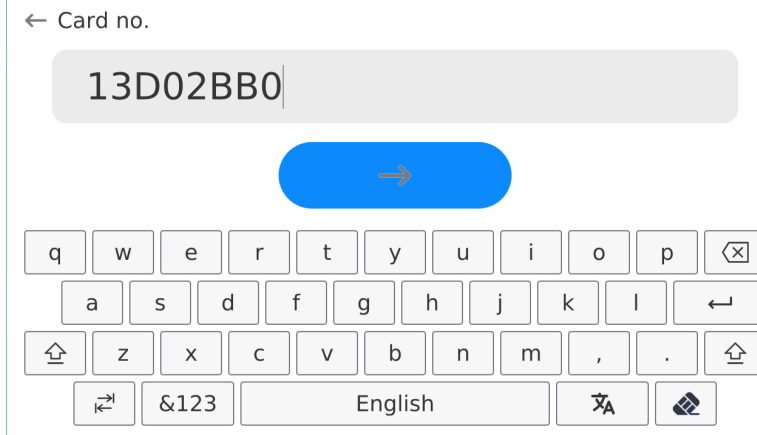 ← Card no.
13D02BB0
→
q w e r t y u i o p
a s d f g h j k l
z x c v b n m , .
&123 English